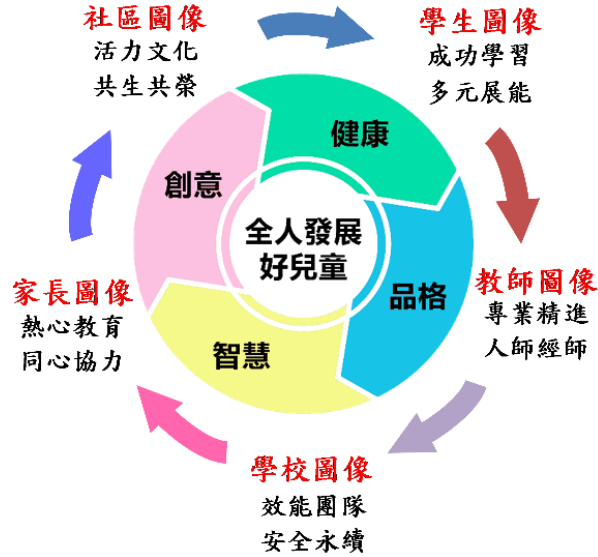 社區圖像
活力文化
共生共榮
學生圖像
成功學習
多元展能
健康
創意
全人發展
好兒童
品格
智慧
教師圖像
專業精進
人師經師
家長圖像
熱心教育
同心協力
學校圖像
效能團隊
安全永續